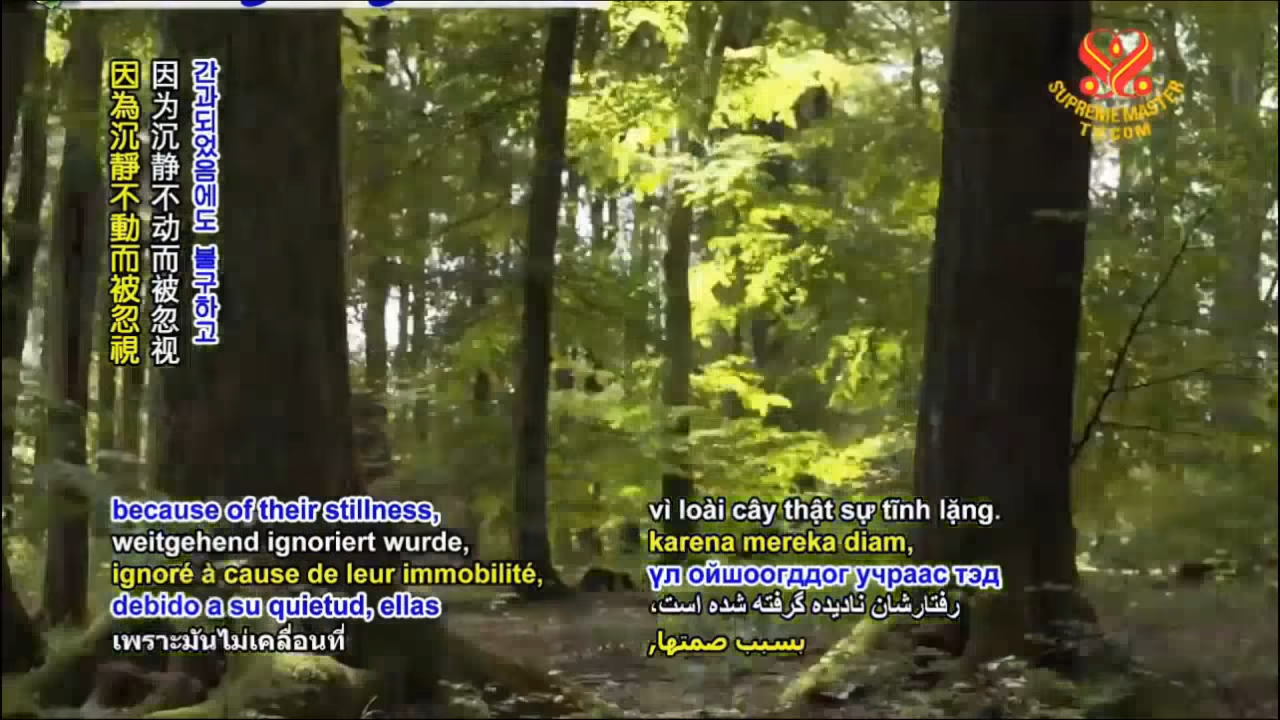 간과되었음에도 불구하고
因为沉静不动而被忽视
因為沉靜不動而被忽視
SUPREME MASTER
TV.COM
because of their stillness,
weitgehend ignoriert wurde,
ignoré à cause de leur immobilité,
debido a su quietud, ellas
เพราะมันไม่เคลื่อนที่
vì loài cây thật sự tĩnh lặng.
karena mereka diam,
үл ойшоогддог учраас тэд
رفتارشان نادیده گرفته شده است،
بسبب صمتها,